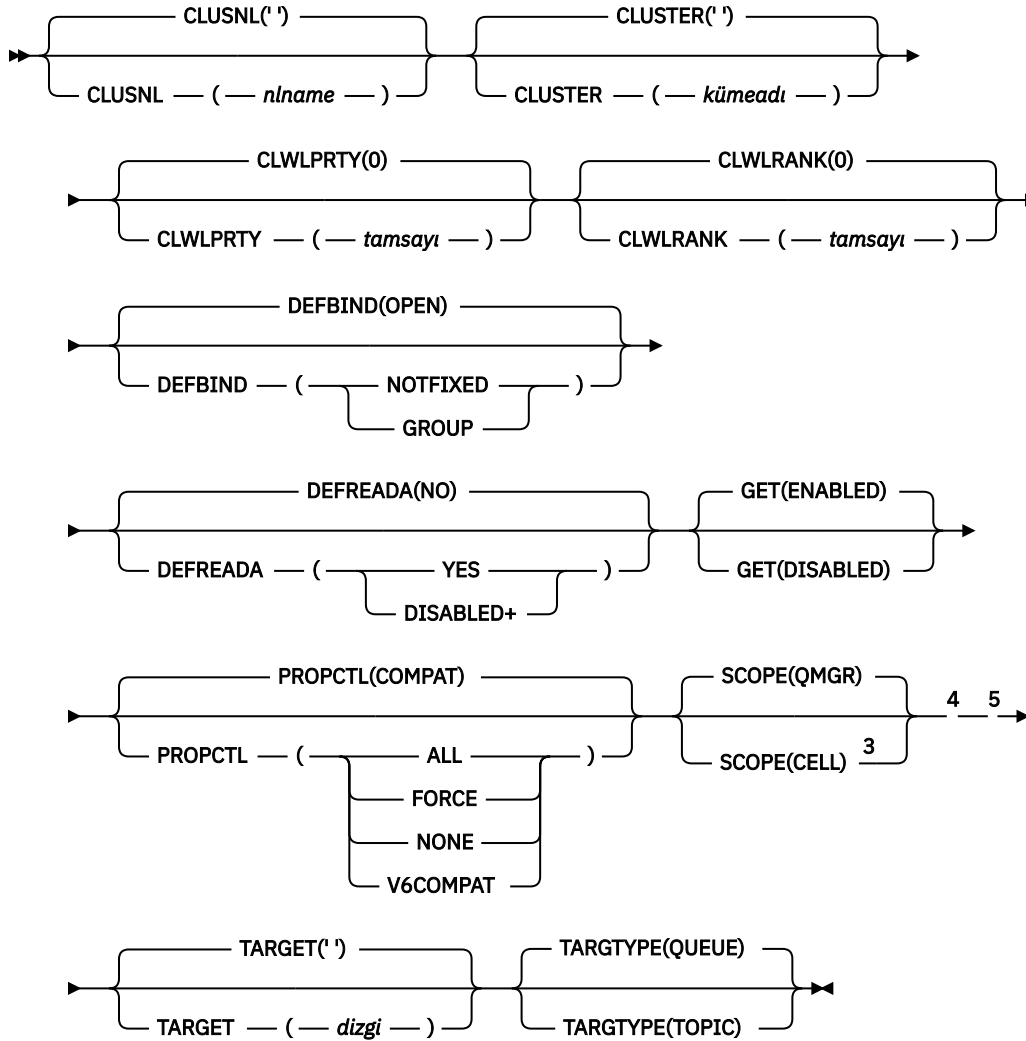 CLUSNL(' ') CLUSTER(' ')
CLUSNL ( nlname ) CLUSTER ( kümeadı )
CLWLPRTY(0) CLWLRANK(0)
CLWLPRTY ( tamsayı ) CLWLRANK ( tamsayı )
DEFBIND(OPEN)
DEFBIND ( NOTFIXED )
GROUP
DEFREADA(NO) GET(ENABLED)
DEFREADA ( YES ) GET(DISABLED)
DISABLED+
PROPCTL(COMPAT) SCOPE(QMGR)
4 5
PROPCTL ( ALL ) SCOPE(CELL) 3
FORCE
NONE
V6COMPAT
TARGET(' ') TARGTYPE(QUEUE)
TARGET ( dizgi ) TARGTYPE(TOPIC)